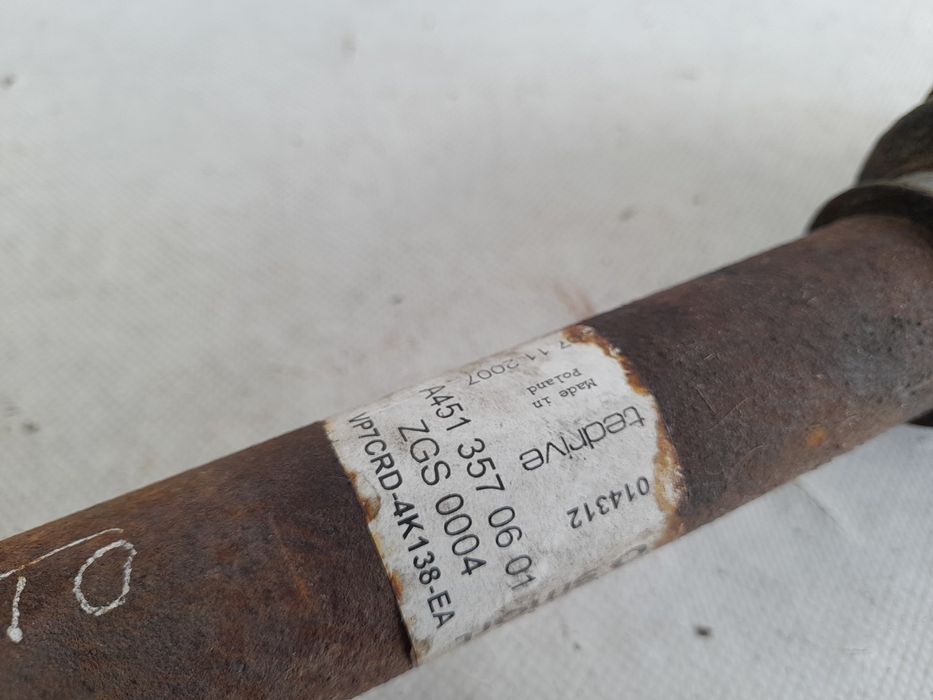 A451 357 06 01
ZGS 0004
VP7CRD-4K138-EA
7.11.2007
Made in
Poland
tedrive
014312